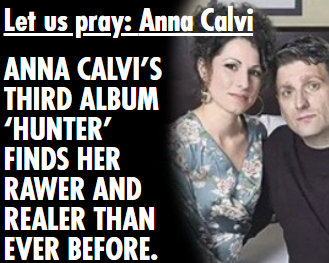 Let us pray: Anna Calvi
ANNA CALVI'S
THIRD ALBUM
‘HUNTER’
FINDS HER
RAWER AND
REALER THAN
EVER BEFORE.